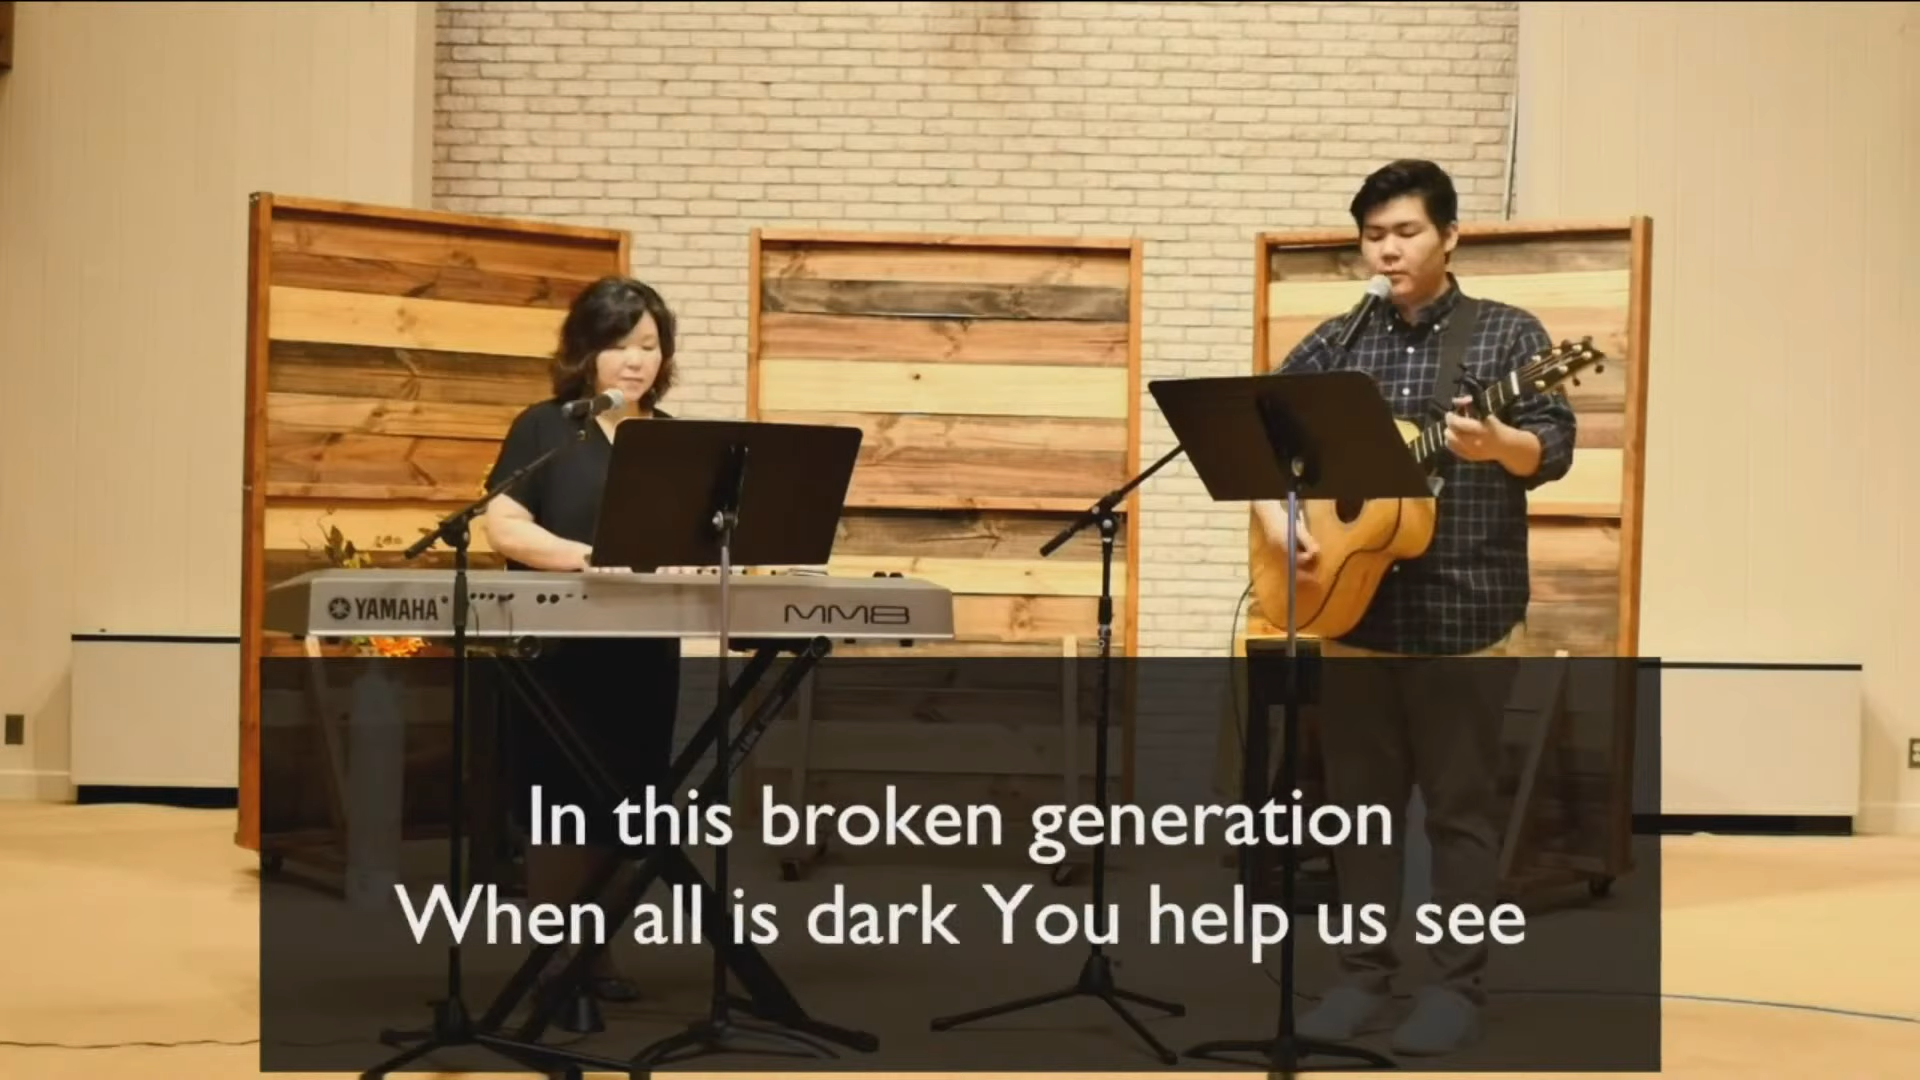 YAMAHA
MM8
In this broken generation
When all is dark You help us see